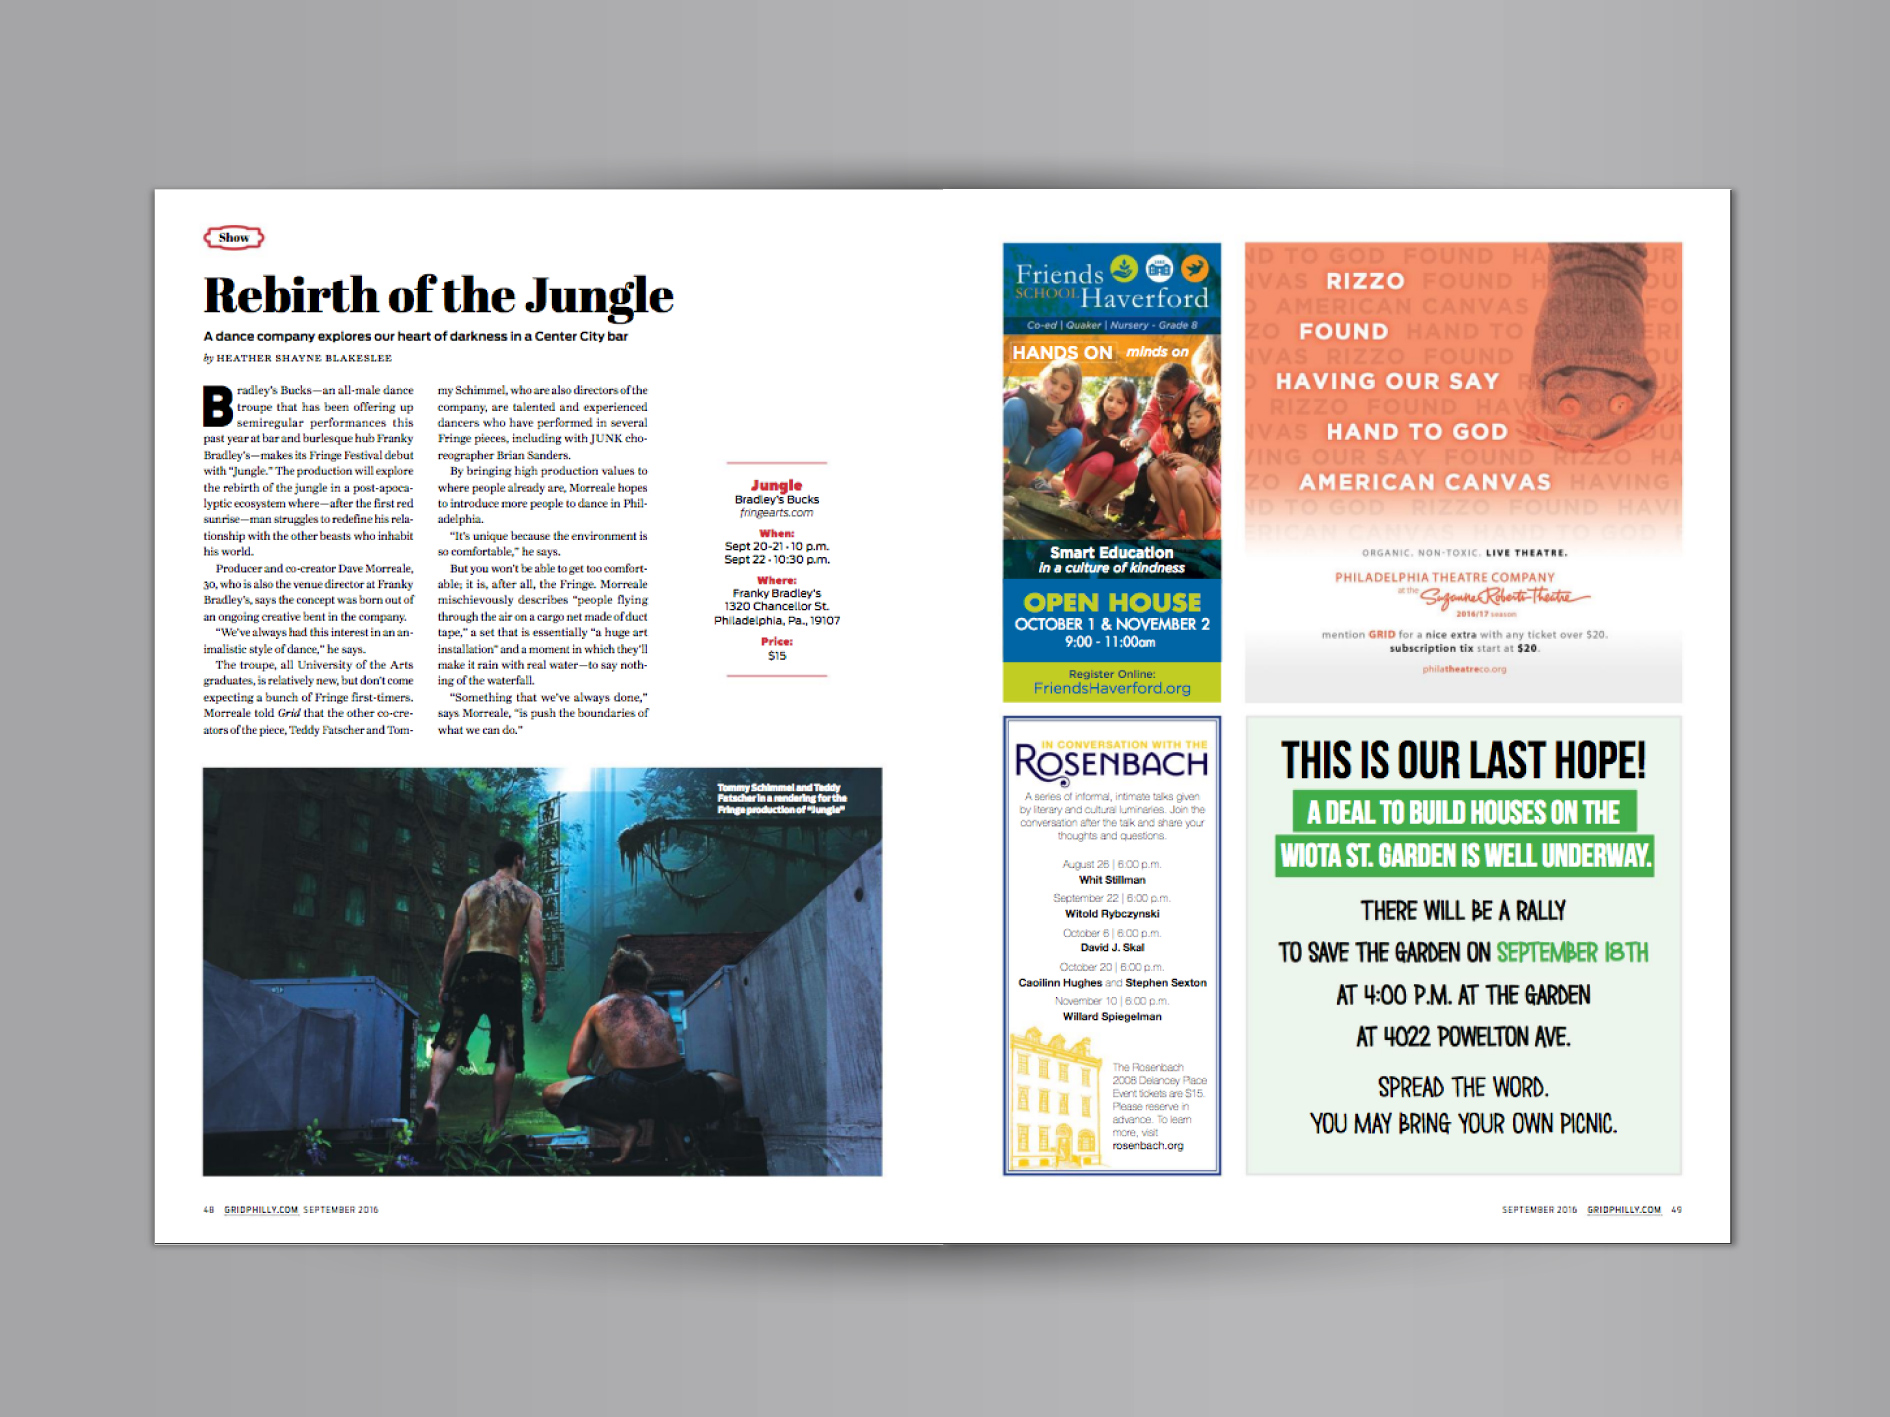 Show
Rebirth of the Jungle
A dance company explores our heart of darkness in a Center City bar
by HEATHER SHAYNE BLAKESLEE
Bradley's Bucks—an all-male dance
troupe that has been offering up
semiregular performances this
past year at bar and burlesque hub Franky
Bradley's—makes its Fringe Festival debut
with "Jungle." The production will explore
the rebirth of the jungle in a post-apoca-
lyptic ecosystem where—after the first red
sunrise—man struggles to redefine his rela-
tionship with the other beasts who inhabit
his world.
Producer and co-creator Dave Morreale,
30, who is also the venue director at Franky
Bradley's, says the concept was born out of
an ongoing creative bent in the company.
"We've always had this interest in an an-
imalistic style of dance," he says.
The troupe, all University of the Arts
graduates, is relatively new, but don't come
expecting a bunch of Fringe first-timers.
Morreale told Grid that the other co-cre-
ators of the piece, Teddy Fatscher and Tom-
my Schimmel, who are also directors of the
company, are talented and experienced
dancers who have performed in several
Fringe pieces, including with JUNK cho-
reographer Brian Sanders.
By bringing high production values to
where people already are, Morreale hopes
to introduce more people to dance in Phil-
adelphia.
"It's unique because the environment is
so comfortable," he says.
But you won't be able to get too comfort-
able; it is, after all, the Fringe. Morreale
mischievously describes "people flying
through the air on a cargo net made of duct
tape," a set that is essentially "a huge art
installation" and a moment in which they'll
make it rain with real water—to say noth-
ing of the waterfall.
"Something that we've always done,"
says Morreale, "is push the boundaries of
what we can do."
Jungle
Bradley's Bucks
fringearts.com
When:
Sept 20-21 • 10 p.m.
Sept 22 • 10:30 p.m.
Where:
Franky Bradley's
1320 Chancellor St.
Philadelphia, Pa., 19107
Price:
$15
Tommy Schimmel and Teddy
Fatscher in a rendering for the
Fringe production of "Jungle"
48 GRIDPHILLY.COM SEPTEMBER 2016
Friends
SCHOOL Haverford
Co-ed | Quaker | Nursery - Grade 8
HANDS ON minds on
Smart Education
in a culture of kindness
OPEN HOUSE
OCTOBER 1 & NOVEMBER 2
9:00 - 11:00am
Register Online:
FriendsHaverford.org
RIZZO
FOUND
HAVING OUR SAY
HAND TO GOD
AMERICAN CANVAS
ORGANIC. NON-TOXIC. LIVE THEATRE.
PHILADELPHIA THEATRE COMPANY
at the Suzanne Roberts Theatre
2016/17 season
mention GRID for a nice extra with any ticket over $20.
subscription tix start at $20.
philatheatreco.org
IN CONVERSATION WITH THE
ROSENBACH
A series of informal, intimate talks given
by literary and cultural luminaries. Join the
conversation after the talk and share your
thoughts and questions.
August 26 | 6:00 p.m.
Whit Stillman
September 22 | 6:00 p.m.
Witold Rybczynski
October 6 | 6:00 p.m.
David J. Skal
October 20 | 6:00 p.m.
Caoilinn Hughes and Stephen Sexton
November 10 | 6:00 p.m.
Willard Spiegelman
The Rosenbach
2008 Delancey Place
Event tickets are $15.
Please reserve in
advance. To learn
more, visit
rosenbach.org
THIS IS OUR LAST HOPE!
A DEAL TO BUILD HOUSES ON THE
WIOTA ST. GARDEN IS WELL UNDERWAY.
THERE WILL BE A RALLY
TO SAVE THE GARDEN ON SEPTEMBER 18TH
AT 4:00 P.M. AT THE GARDEN
AT 4022 POWELTON AVE.
SPREAD THE WORD.
YOU MAY BRING YOUR OWN PICNIC.
SEPTEMBER 2016 GRIDPHILLY.COM 49